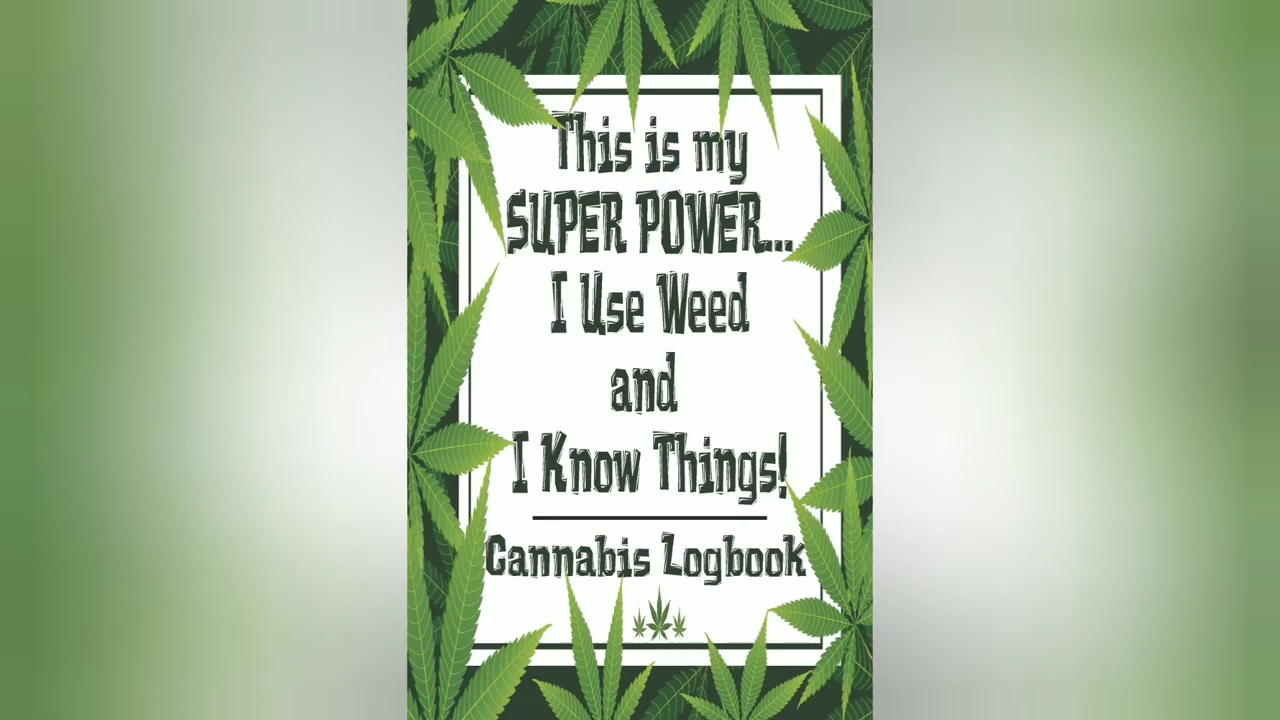 This is my
SUPER POWER...
I Use Weed
and
I Know Things!
Cannabis Logbook